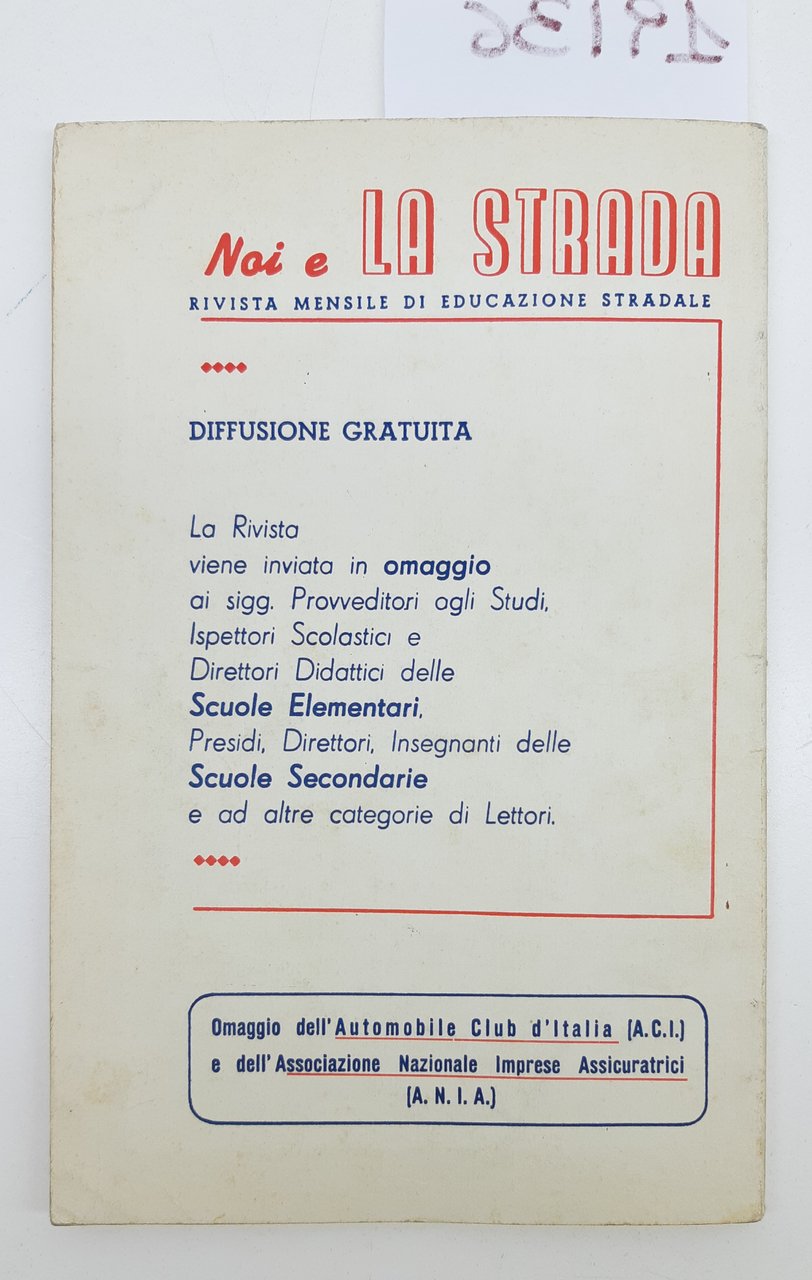 19136
Noi e LA STRADA
RIVISTA MENSILE DI EDUCAZIONE STRADALE
DIFFUSIONE GRATUITA
La Rivista
viene inviata in omaggio
ai sigg. Provveditori agli Studi,
Ispettori Scolastici e
Direttori Didattici delle
Scuole Elementari,
Presidi, Direttori, Insegnanti delle
Scuole Secondarie
e ad altre categorie di Lettori.
Omaggio dell'Automobile Club d'Italia (A.C.I.)
e dell'Associazione Nazionale Imprese Assicuratrici
(A. N. I. A.)